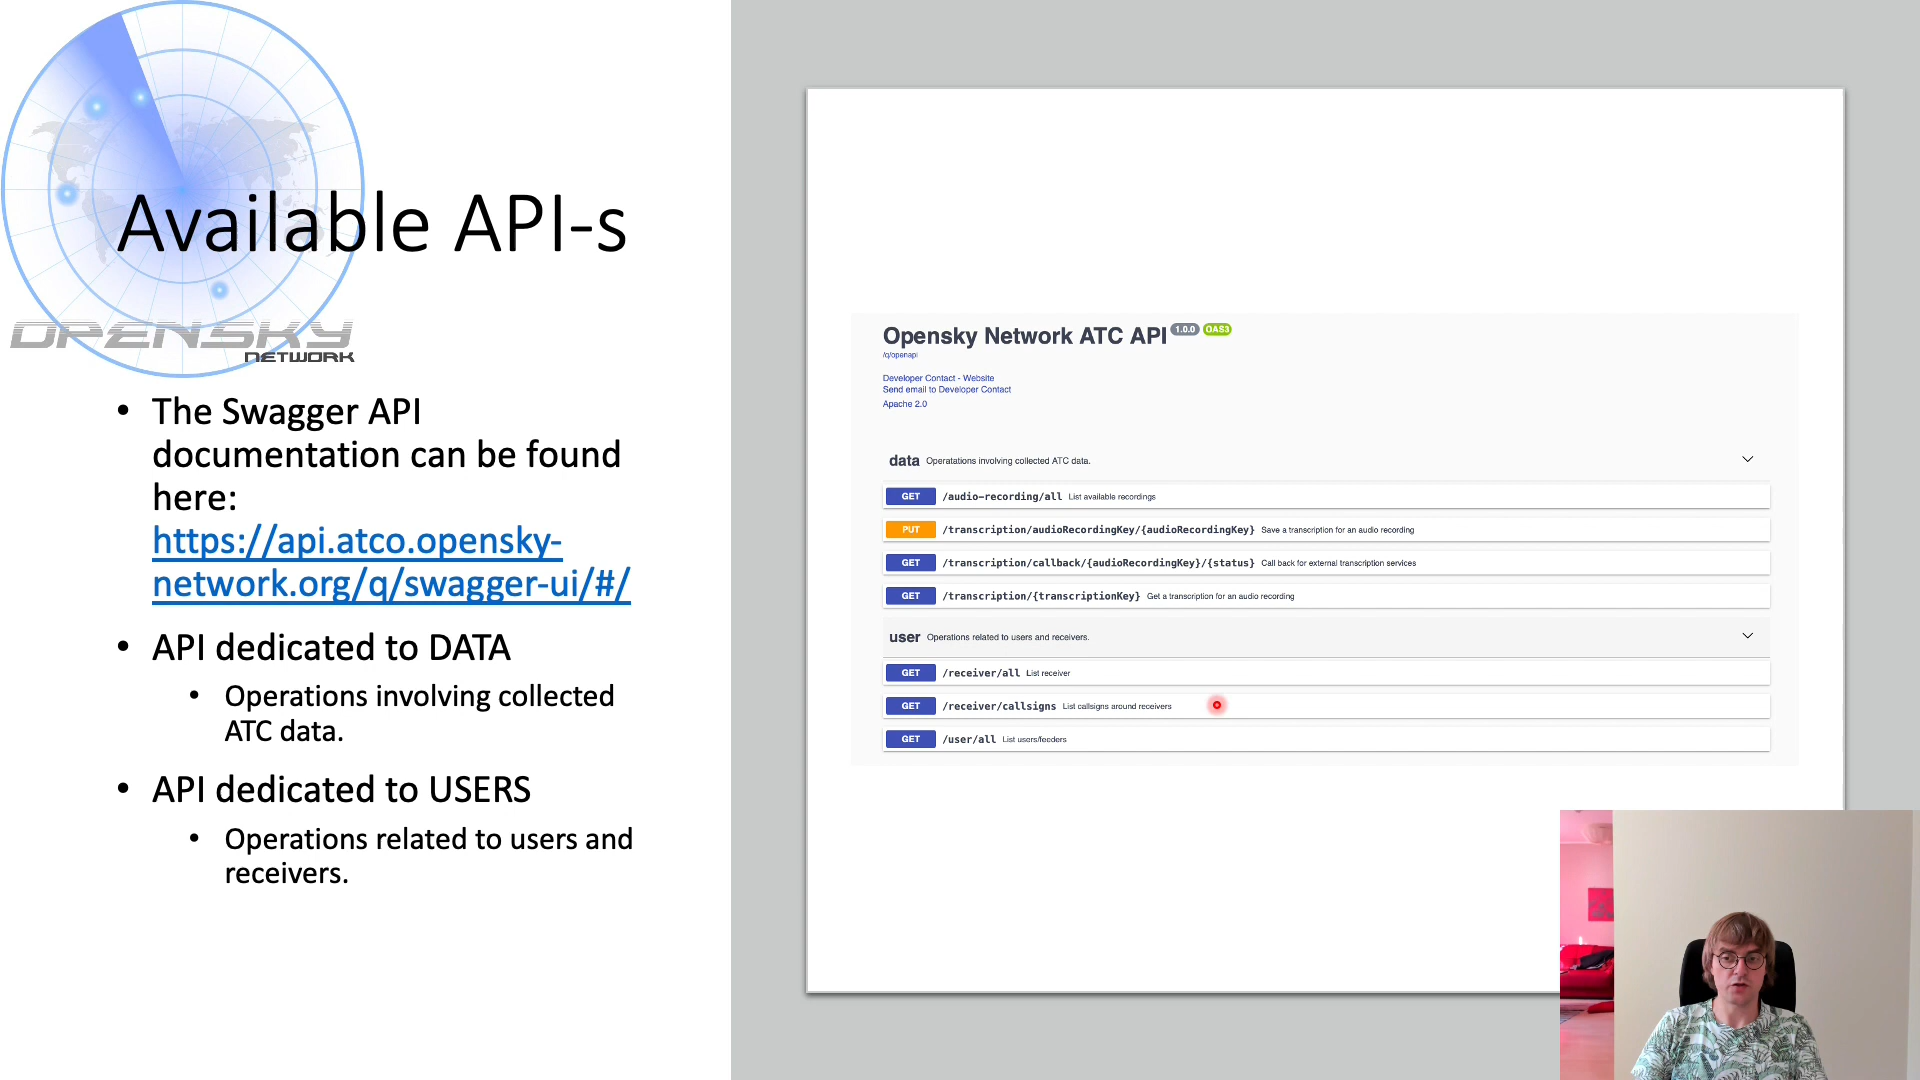 Available API-s
OPENSKY
NETWORK
• The Swagger API
documentation can be found
here:
https://api.atco.opensky-
network.org/q/swagger-ui/#/
• API dedicated to DATA
• Operations involving collected
ATC data.
• API dedicated to USERS
• Operations related to users and
receivers.
Opensky Network ATC API 1.0.0 OAS3
/q/openapi
Developer Contact - Website
Send email to Developer Contact
Apache 2.0
data Operatations involving collected ATC data.
GET /audio-recording/all List available recordings
PUT /transcription/audioRecordingKey/{audioRecordingKey} Save a transcription for an audio recording
GET /transcription/callback/{audioRecordingKey}/{status} Call back for external transcription services
GET /transcription/{transcriptionKey} Get a transcription for an audio recording
user Operations related to users and receivers.
GET /receiver/all List receiver
GET /receiver/callsigns List callsigns around receivers
GET /user/all List users/feeders